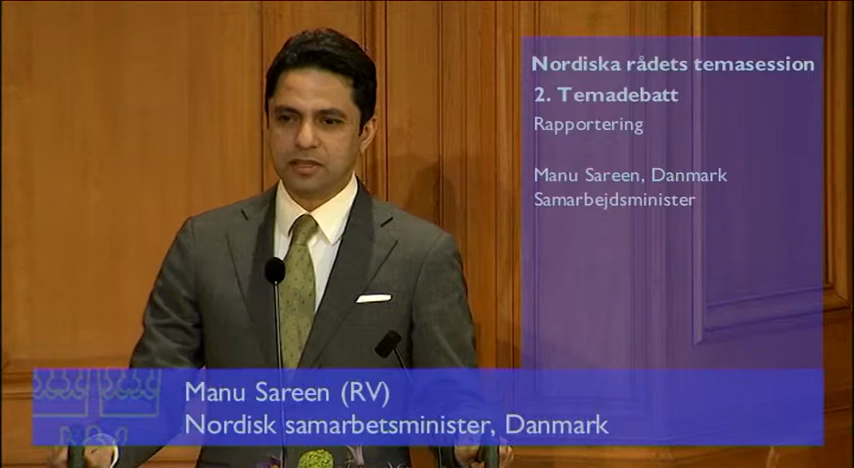 Nordiska rådets temasession
2. Temadebatt
Rapportering
Manu Sareen, Danmark
Samarbejdsminister
Manu Sareen (RV)
Nordisk samarbetsminister, Danmark